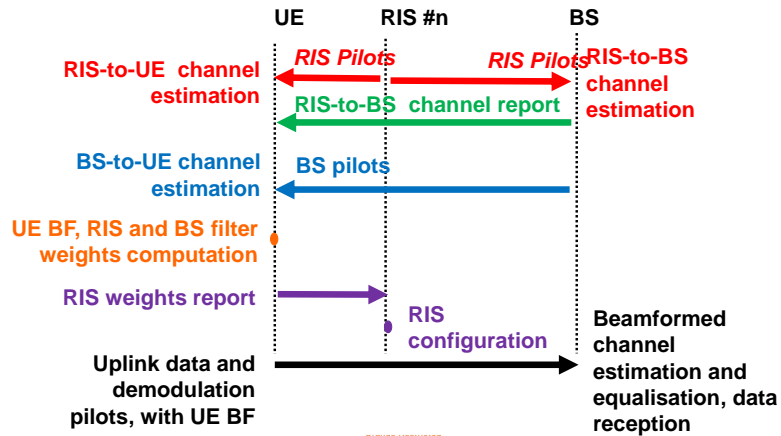 UE
RIS #n
BS
RIS Pilots
RIS Pilots
RIS-to-UE channel
estimation
RIS-to-BS
channel
estimation
RIS-to-BS channel report
BS-to-UE channel
estimation
BS pilots
UE BF, RIS and BS filter
weights computation
RIS weights report
RIS
configuration
Uplink data and
demodulation
pilots, with UE BF
Beamformed
channel
estimation and
equalisation, data
reception